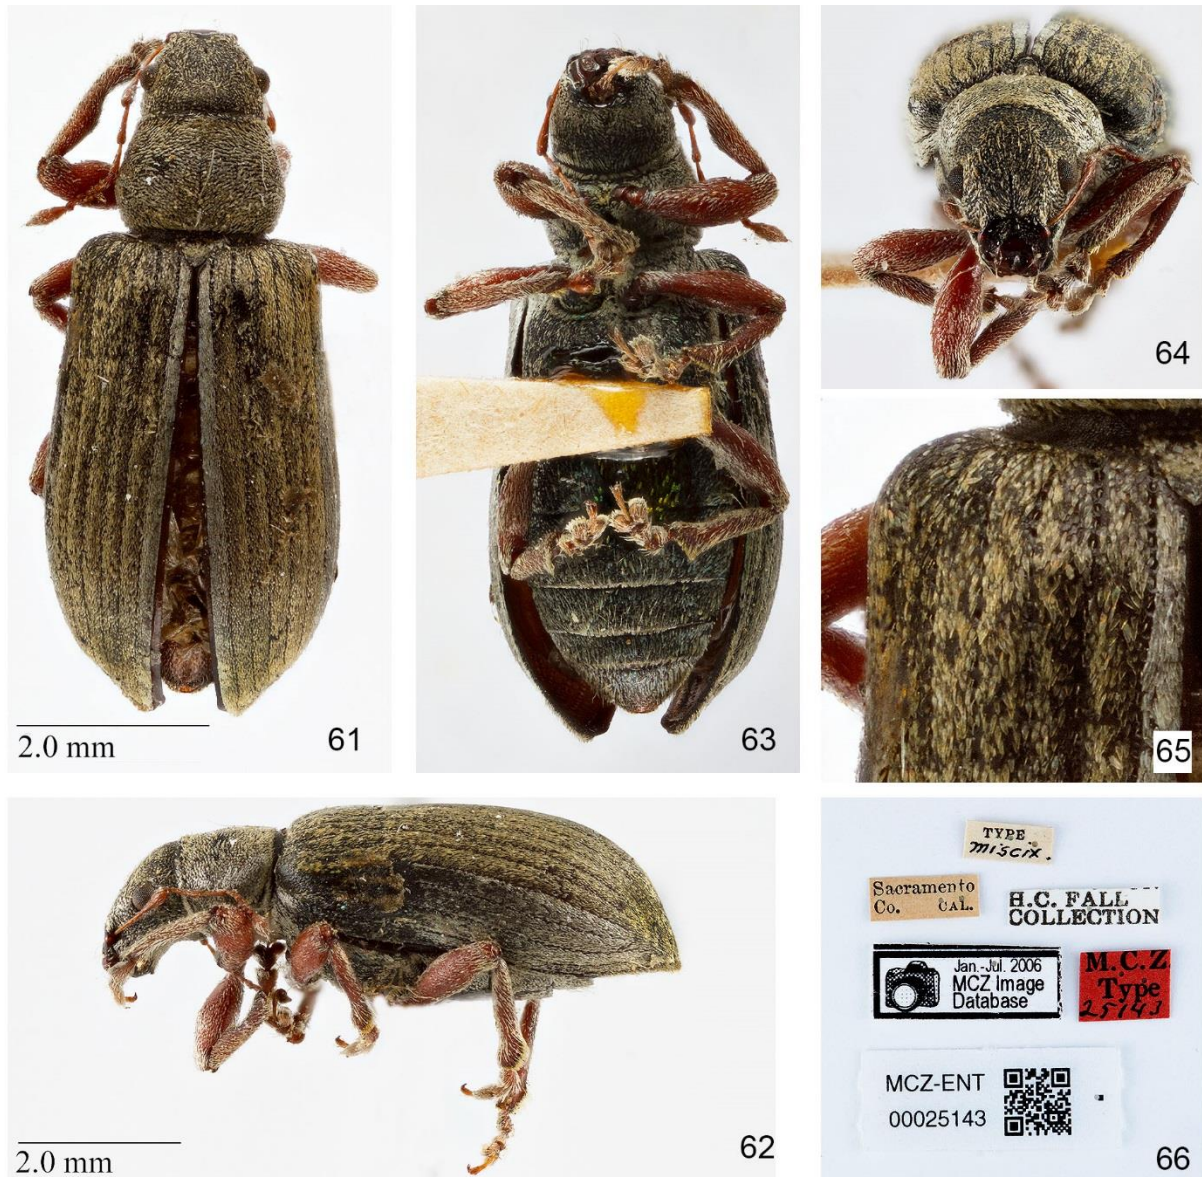 2.0 mm
61
63
64
65
2.0 mm
62
TYPE
miscix.
Sacramento
Co. CAL.
H.C. FALL
COLLECTION
Jan.-Jul. 2006
MCZ Image
Database
M.C.Z
Type
25143
MCZ-ENT
00025143
66